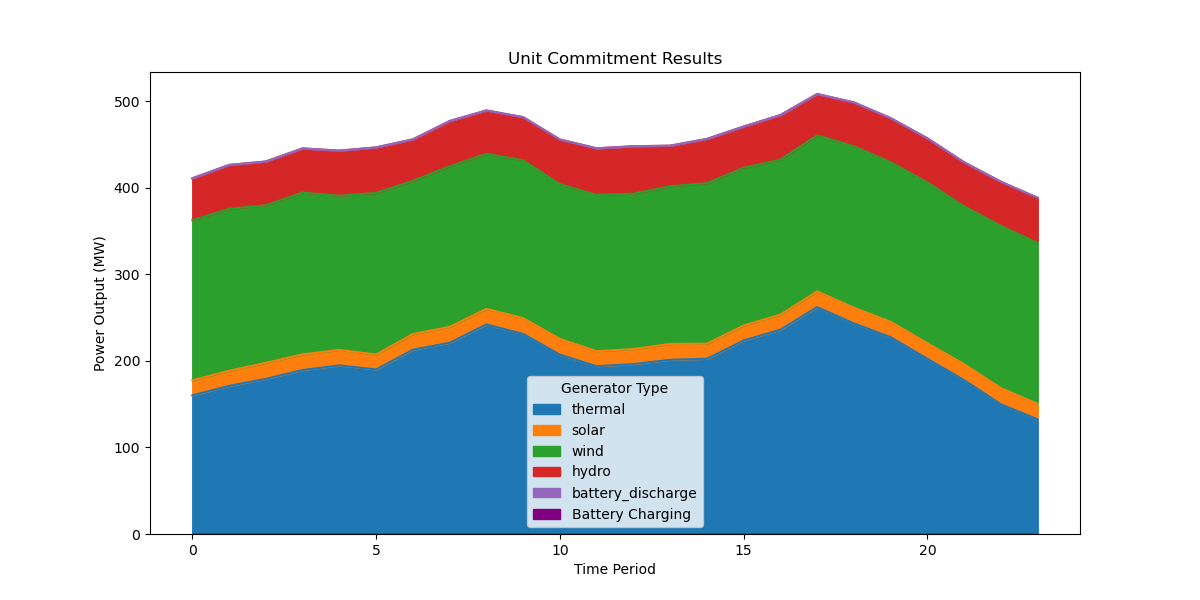 Unit Commitment Results
Power Output (MW)
500
400
300
200
100
0
Generator Type
thermal
solar
wind
hydro
battery_discharge
Battery Charging
0 5 10 15 20
Time Period